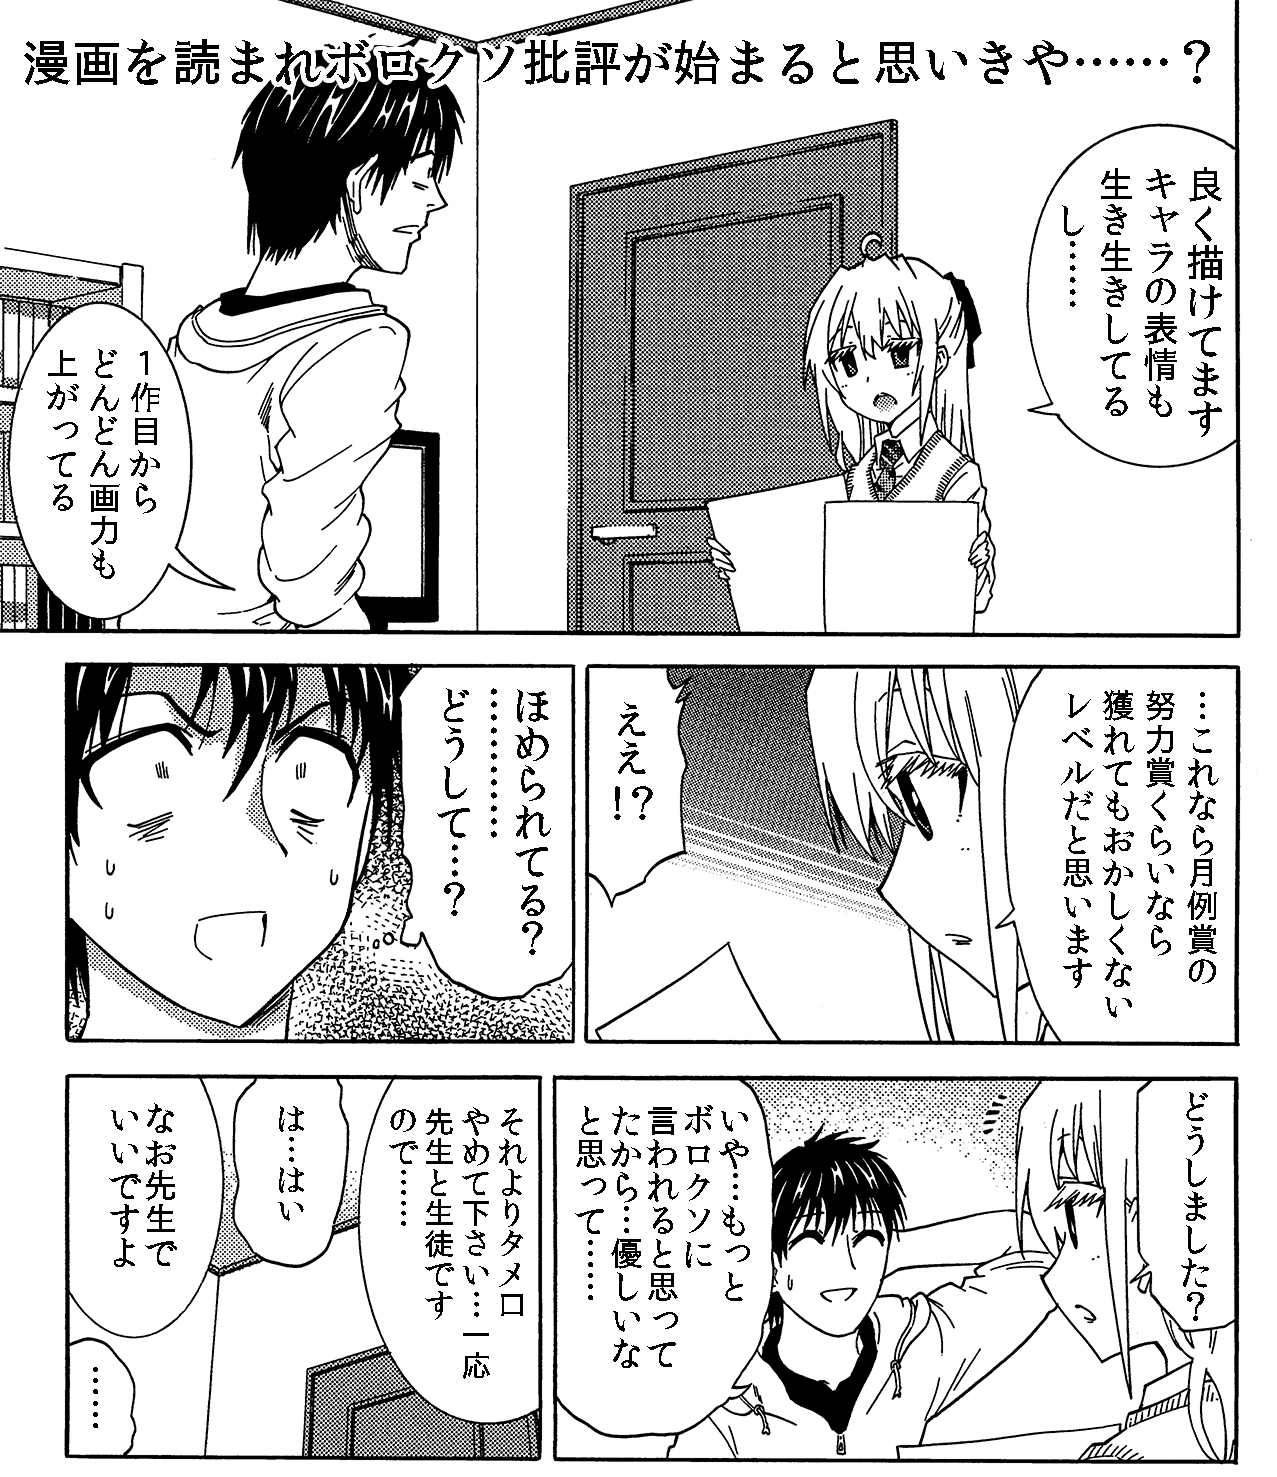 漫画を読まれボロクソ批評が始まると思いきや……？
良く描けてます
キャラの表情も
生き生きしてる
し……
１作目から
どんどん画力も
上がってる
…これなら月例賞の
努力賞くらいなら
獲れてもおかしくない
レベルだと思います
ええ
!?
ほめられてる？
…………
どうして…？
どうしました？
いや…もっと
ボロクソに
言われると思って
たから…優しいな
と思って……
それよりタメ口
やめて下さい…一応
先生と生徒です
ので……
は…はい
なお先生で
いいですよ
……